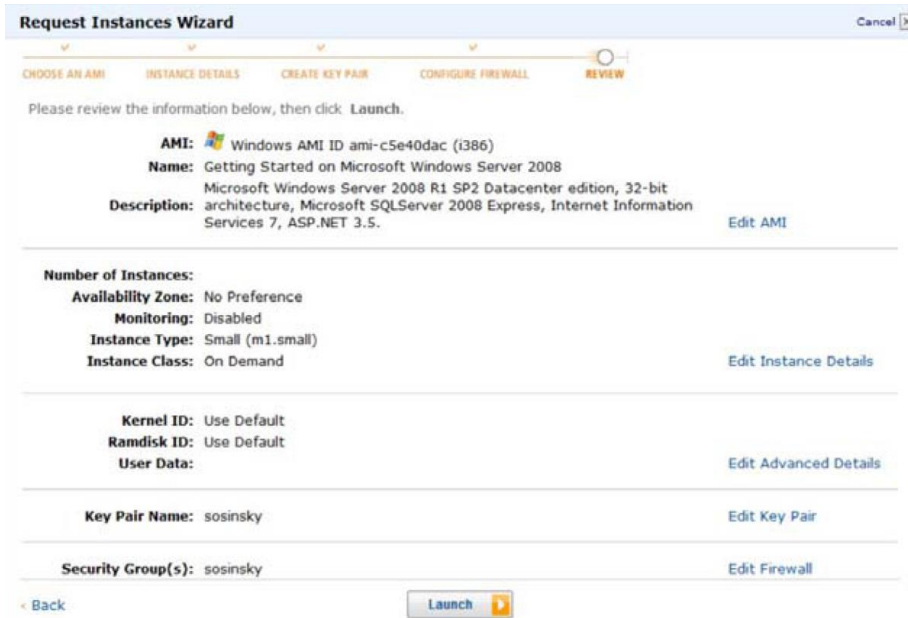 Request Instances Wizard
Cancel
CHOOSE AN AMI INSTANCE DETAILS CREATE KEY PAIR CONFIGURE FIREWALL REVIEW
Please review the information below, then click Launch.
AMI: Windows AMI ID ami-c5e40dac (i386)
Name: Getting Started on Microsoft Windows Server 2008
Description: Microsoft Windows Server 2008 R1 SP2 Datacenter edition, 32-bit
architecture, Microsoft SQLServer 2008 Express, Internet Information
Services 7, ASP.NET 3.5.
Edit AMI
Number of Instances:
Availability Zone: No Preference
Monitoring: Disabled
Instance Type: Small (m1.small)
Instance Class: On Demand
Edit Instance Details
Kernel ID: Use Default
Ramdisk ID: Use Default
User Data:
Edit Advanced Details
Key Pair Name: sosinsky
Edit Key Pair
Security Group(s): sosinsky
Edit Firewall
< Back
Launch